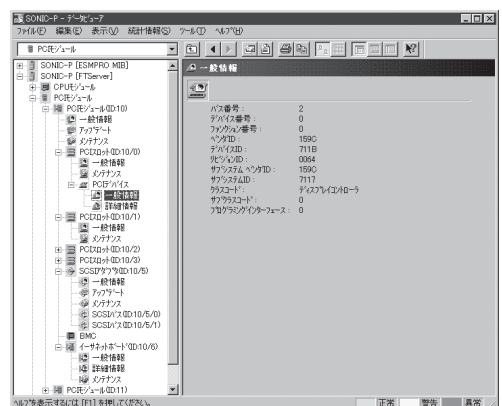 SONIC-P - ﾃﾞｰﾀﾋﾞｭｰｱ
ファイル(F) 編集(E) 表示(V) 統計情報(S) ツール(T) ヘルプ(H)
PCIﾓｼﾞｭｰﾙ
SONIC-P [ESMPRO MIB]
SONIC-P [FTServer]
CPUﾓｼﾞｭｰﾙ
PCIﾓｼﾞｭｰﾙ
PCIﾓｼﾞｭｰﾙ(ID:10)
一般情報
ｱｯﾌﾟﾃﾞｰﾄ
ﾒﾝﾃﾅﾝｽ
PCIｽﾛｯﾄ(ID:10/0)
一般情報
ﾒﾝﾃﾅﾝｽ
PCIﾃﾞﾊﾞｲｽ
一般情報
詳細情報
PCIｽﾛｯﾄ(ID:10/1)
一般情報
ﾒﾝﾃﾅﾝｽ
PCIｽﾛｯﾄ(ID:10/2)
PCIｽﾛｯﾄ(ID:10/3)
SCSIｱﾀﾞﾌﾟﾀ(ID:10/5)
一般情報
ｱｯﾌﾟﾃﾞｰﾄ
ﾒﾝﾃﾅﾝｽ
SCSIﾊﾞｽ(ID:10/5/0)
SCSIﾊﾞｽ(ID:10/5/1)
BMC
ｲｰｻﾈｯﾄﾎﾞｰﾄﾞ(ID:10/6)
一般情報
詳細情報
ﾒﾝﾃﾅﾝｽ
PCIﾓｼﾞｭｰﾙ(ID:11)
一般情報
ﾊﾞｽ番号 : 2
ﾃﾞﾊﾞｲｽ番号 : 0
ﾌｧﾝｸｼｮﾝ番号 : 0
ﾍﾞﾝﾀﾞID : 159C
ﾃﾞﾊﾞｲｽID : 711B
ﾘﾋﾞｼﾞｮﾝID : 0064
ｻﾌﾞｼｽﾃﾑ ﾍﾞﾝﾀﾞID : 159C
ｻﾌﾞｼｽﾃﾑID : 7117
ｸﾗｽｺｰﾄﾞ : ﾃﾞｨｽﾌﾟﾚｲｺﾝﾄﾛｰﾗ
ｻﾌﾞｸﾗｽｺｰﾄﾞ : 0
ﾌﾟﾛｸﾞﾗﾐﾝｸﾞｲﾝﾀｰﾌｪｰｽ : 0
ﾍﾙﾌﾟを表示するには [F1] を押してください。 正常 警告 異常